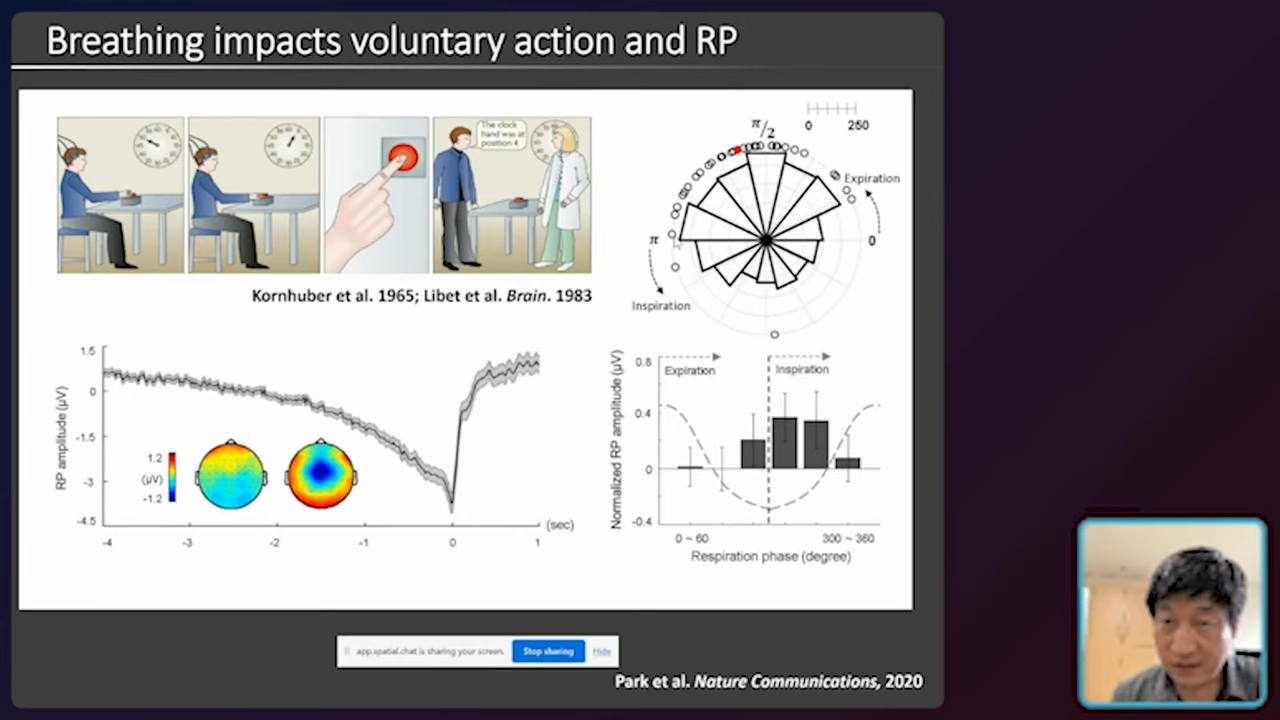 Breathing impacts voluntary action and RP
The clock
hand was at
position 4
Kornhuber et al. 1965; Libet et al. Brain. 1983
0 250
π/2
Expiration
π
0
Inspiration
RP amplitude (µV)
1.5
0
-1.5
-3
-4.5
1.2
(µV)
-1.2
-4 -3 -2 -1 0 1
(sec)
Normalized RP amplitude (µV)
0.8
0.4
0
-0.4
Expiration
Inspiration
0 ~ 60
300 ~ 360
Respiration phase (degree)
app.spatial.chat is sharing your screen.
Stop sharing
Hide
Park et al. Nature Communications, 2020